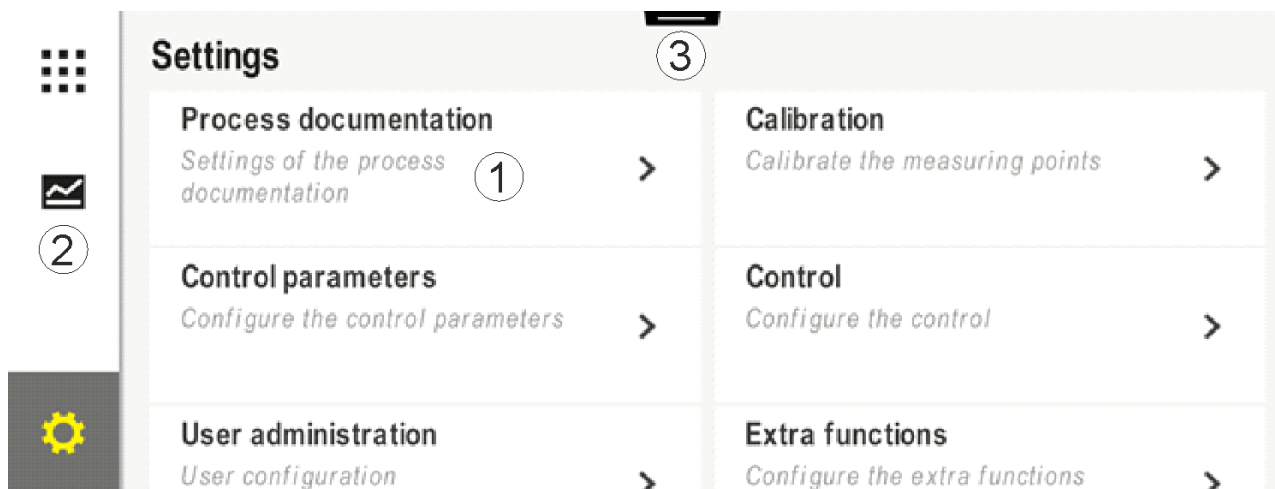 Settings
3
Process documentation
Settings of the process
documentation
1
Calibration
Calibrate the measuring points
2
Control parameters
Configure the control parameters
Control
Configure the control
User administration
User configuration
Extra functions
Configure the extra functions